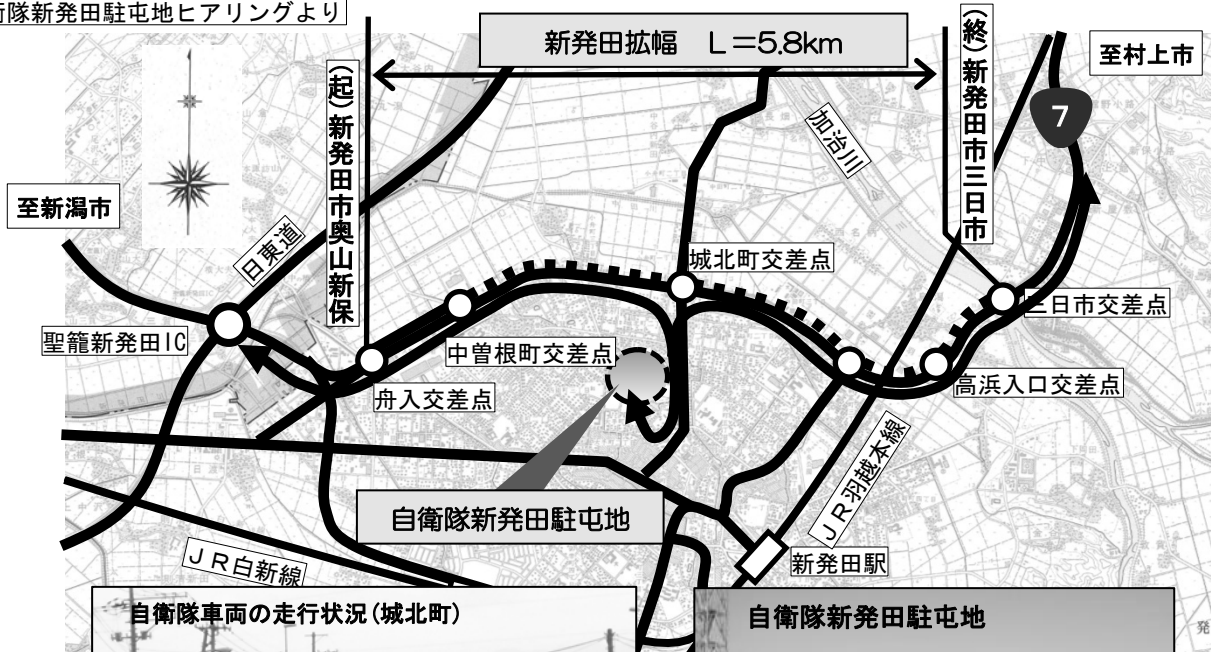 衛隊新発田駐屯地ヒアリングより
新発田拡幅　L=5.8km
(起)新発田市奥山新保
(終)新発田市三日市
至村上市
7
加治川
至新潟市
日東道
城北町交差点
三日市交差点
聖籠新発田IC
中曽根町交差点
舟入交差点
高浜入口交差点
JR羽越本線
自衛隊新発田駐屯地
新発田駅
JR白新線
自衛隊車両の走行状況(城北町)
自衛隊新発田駐屯地